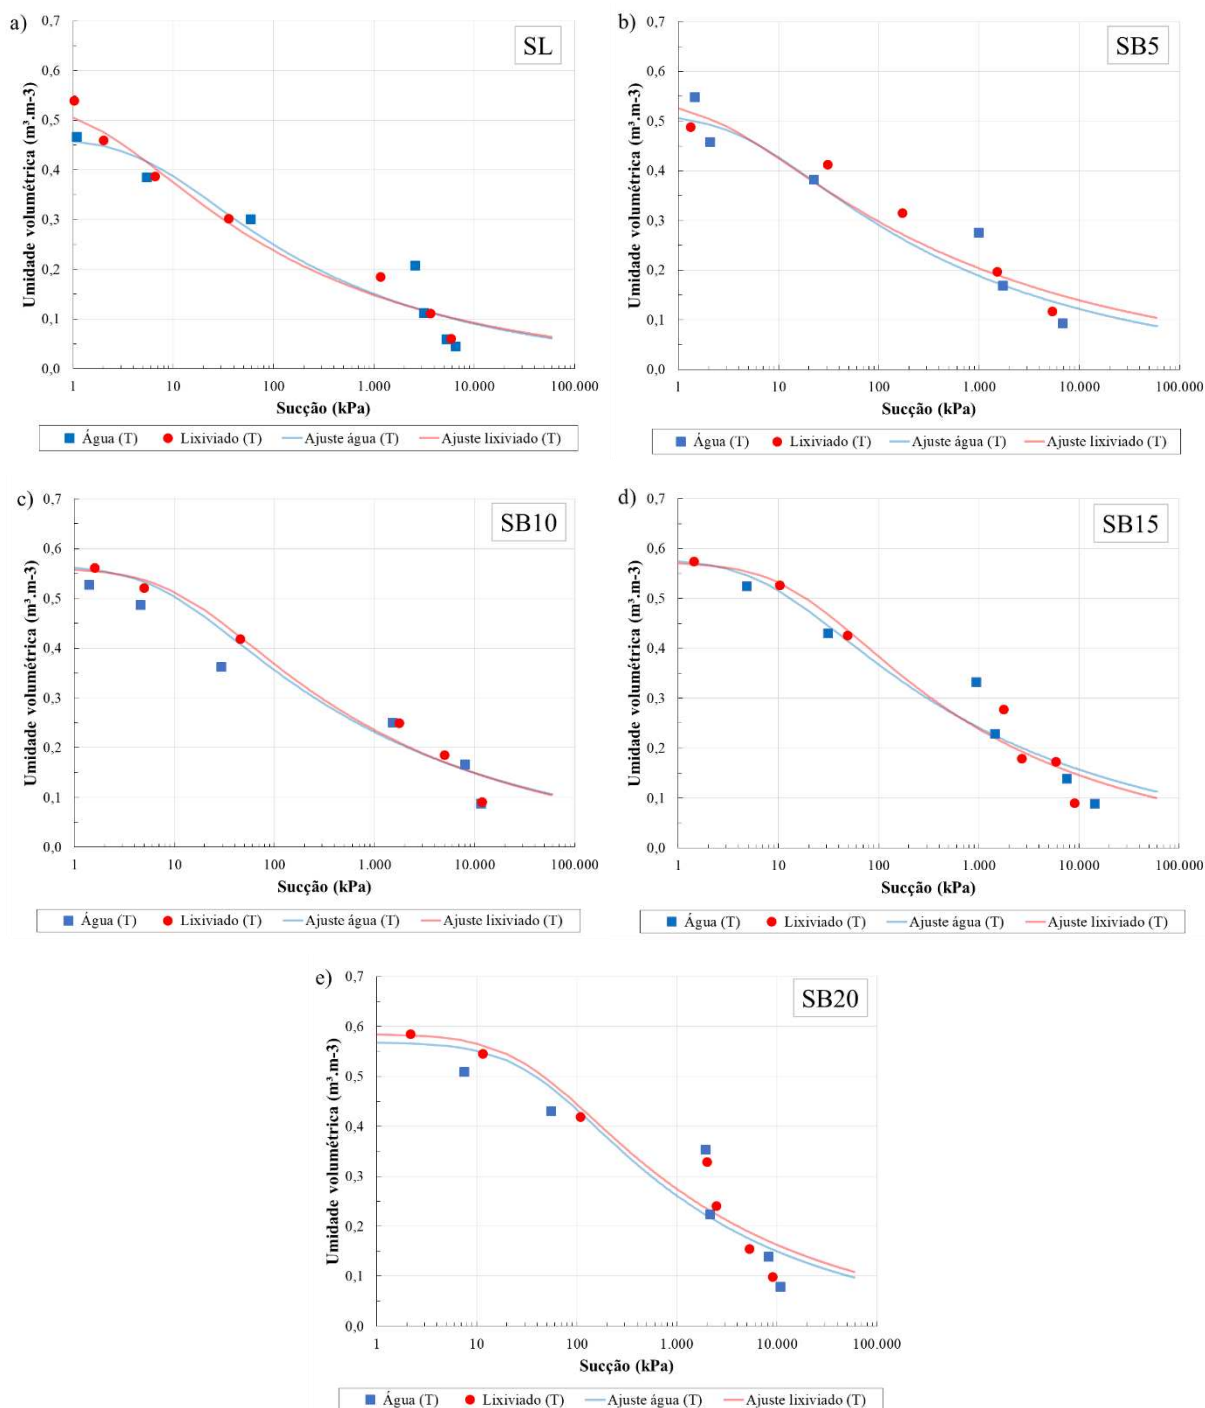 a)
SL
Umidade volumétrica (m³.m-3)
0,7
0,6
0,5
0,4
0,3
0,2
0,1
0,0
1 10 100 1.000 10.000 100.000
Sucção (kPa)
Água (T) Lixiviado (T) Ajuste água (T) Ajuste lixiviado (T)
b)
SB5
Umidade volumétrica (m³.m-3)
0,7
0,6
0,5
0,4
0,3
0,2
0,1
0,0
1 10 100 1.000 10.000 100.000
Sucção (kPa)
Água (T) Lixiviado (T) Ajuste água (T) Ajuste lixiviado (T)
c)
SB10
Umidade volumétrica (m³.m-3)
0,7
0,6
0,5
0,4
0,3
0,2
0,1
0,0
1 10 100 1.000 10.000 100.000
Sucção (kPa)
Água (T) Lixiviado (T) Ajuste água (T) Ajuste lixiviado (T)
d)
SB15
Umidade volumétrica (m³.m-3)
0,7
0,6
0,5
0,4
0,3
0,2
0,1
0,0
1 10 100 1.000 10.000 100.000
Sucção (kPa)
Água (T) Lixiviado (T) Ajuste água (T) Ajuste lixiviado (T)
e)
SB20
Umidade volumétrica (m³.m-3)
0,7
0,6
0,5
0,4
0,3
0,2
0,1
0,0
1 10 100 1.000 10.000 100.000
Sucção (kPa)
Água (T) Lixiviado (T) Ajuste água (T) Ajuste lixiviado (T)